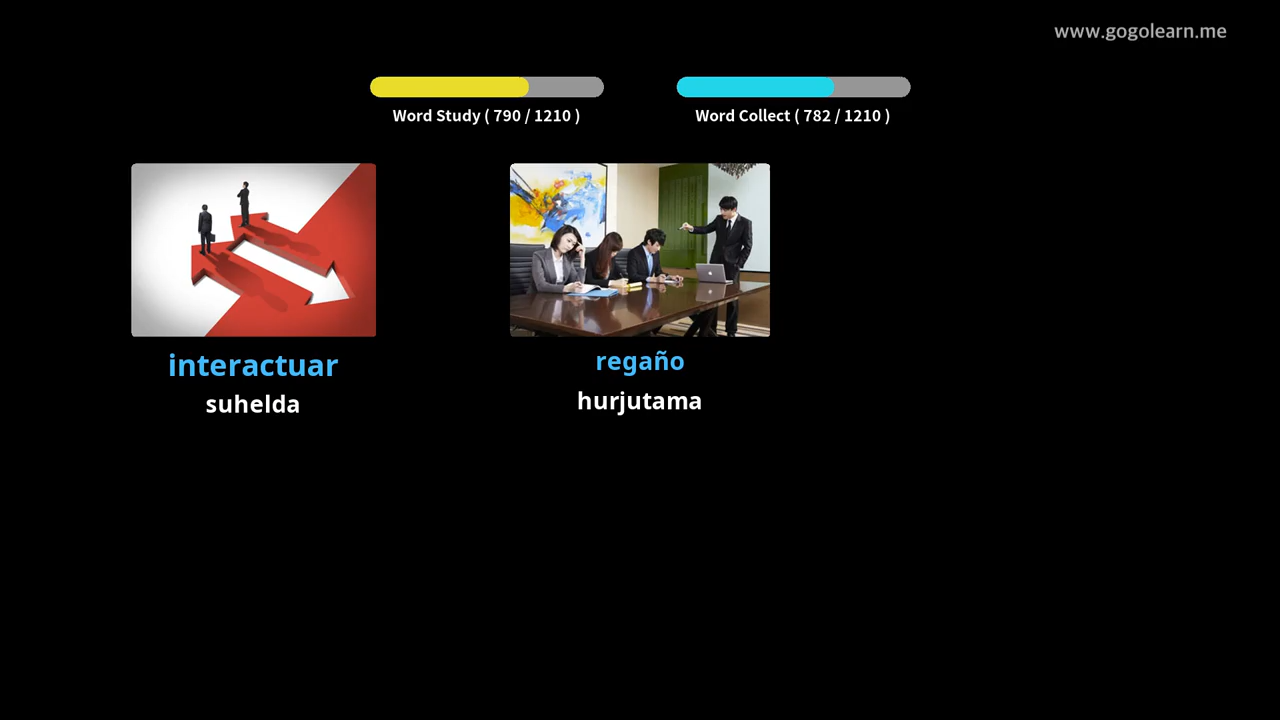 www.gogolearn.me
Word Study ( 790 / 1210 )
Word Collect ( 782 / 1210 )
interactuar
suhelda
regaño
hurjutama